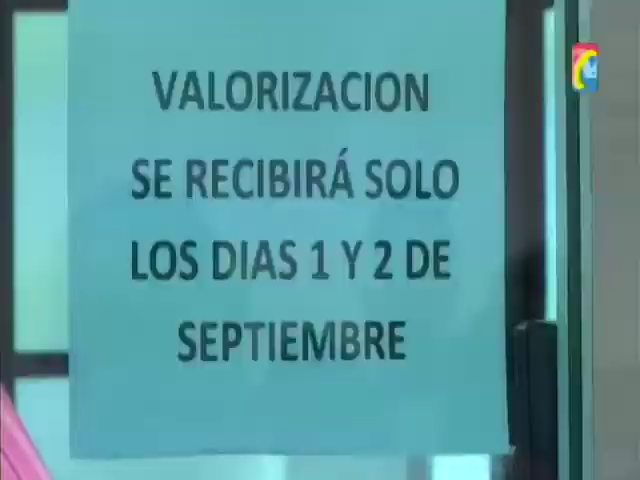 VALORIZACION
SE RECIBIRÁ SOLO
LOS DIAS 1 Y 2 DE
SEPTIEMBRE